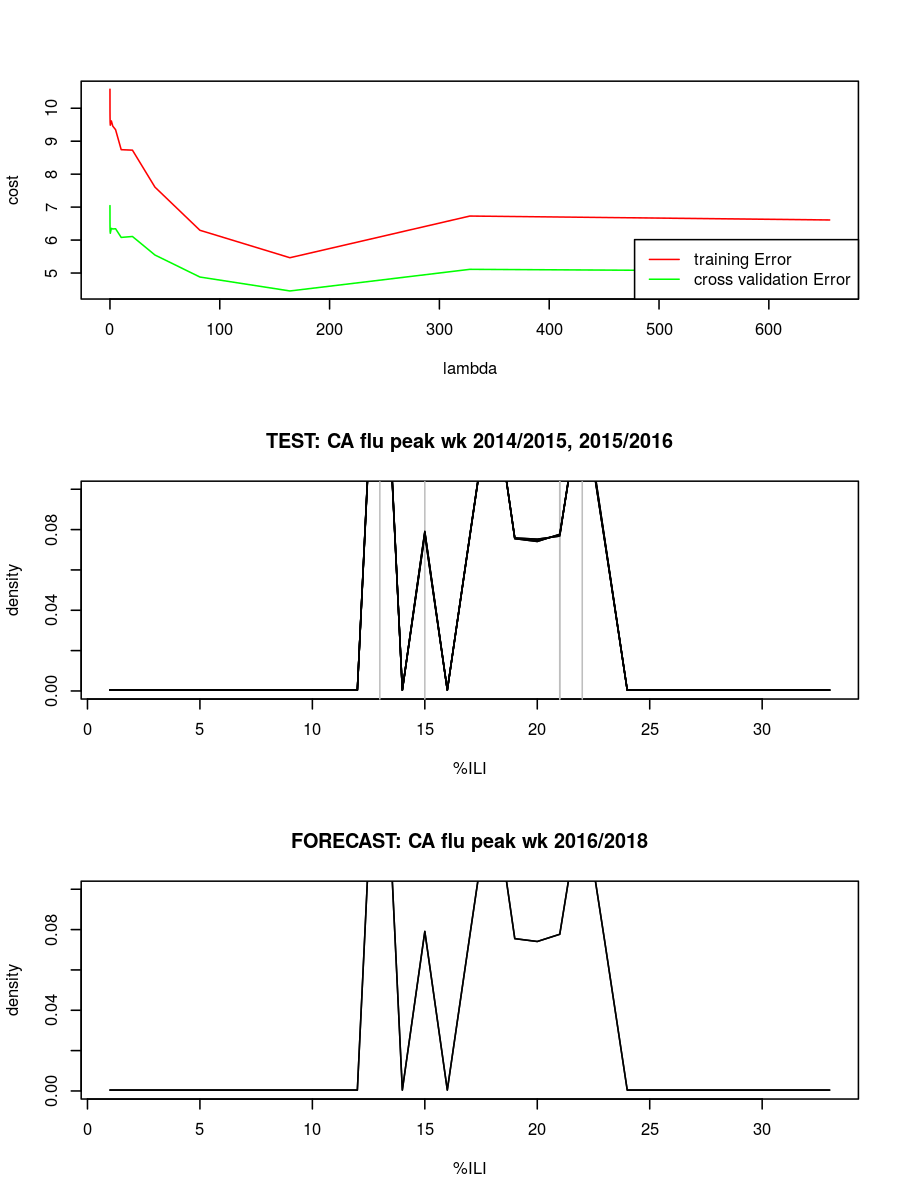 cost
10
9
8
7
6
5
training Error
cross validation Error
0 100 200 300 400 500 600
lambda
TEST: CA flu peak wk 2014/2015, 2015/2016
density
0.08
0.04
0.00
0 5 10 15 20 25 30
%ILI
FORECAST: CA flu peak wk 2016/2018
density
0.08
0.04
0.00
0 5 10 15 20 25 30
%ILI